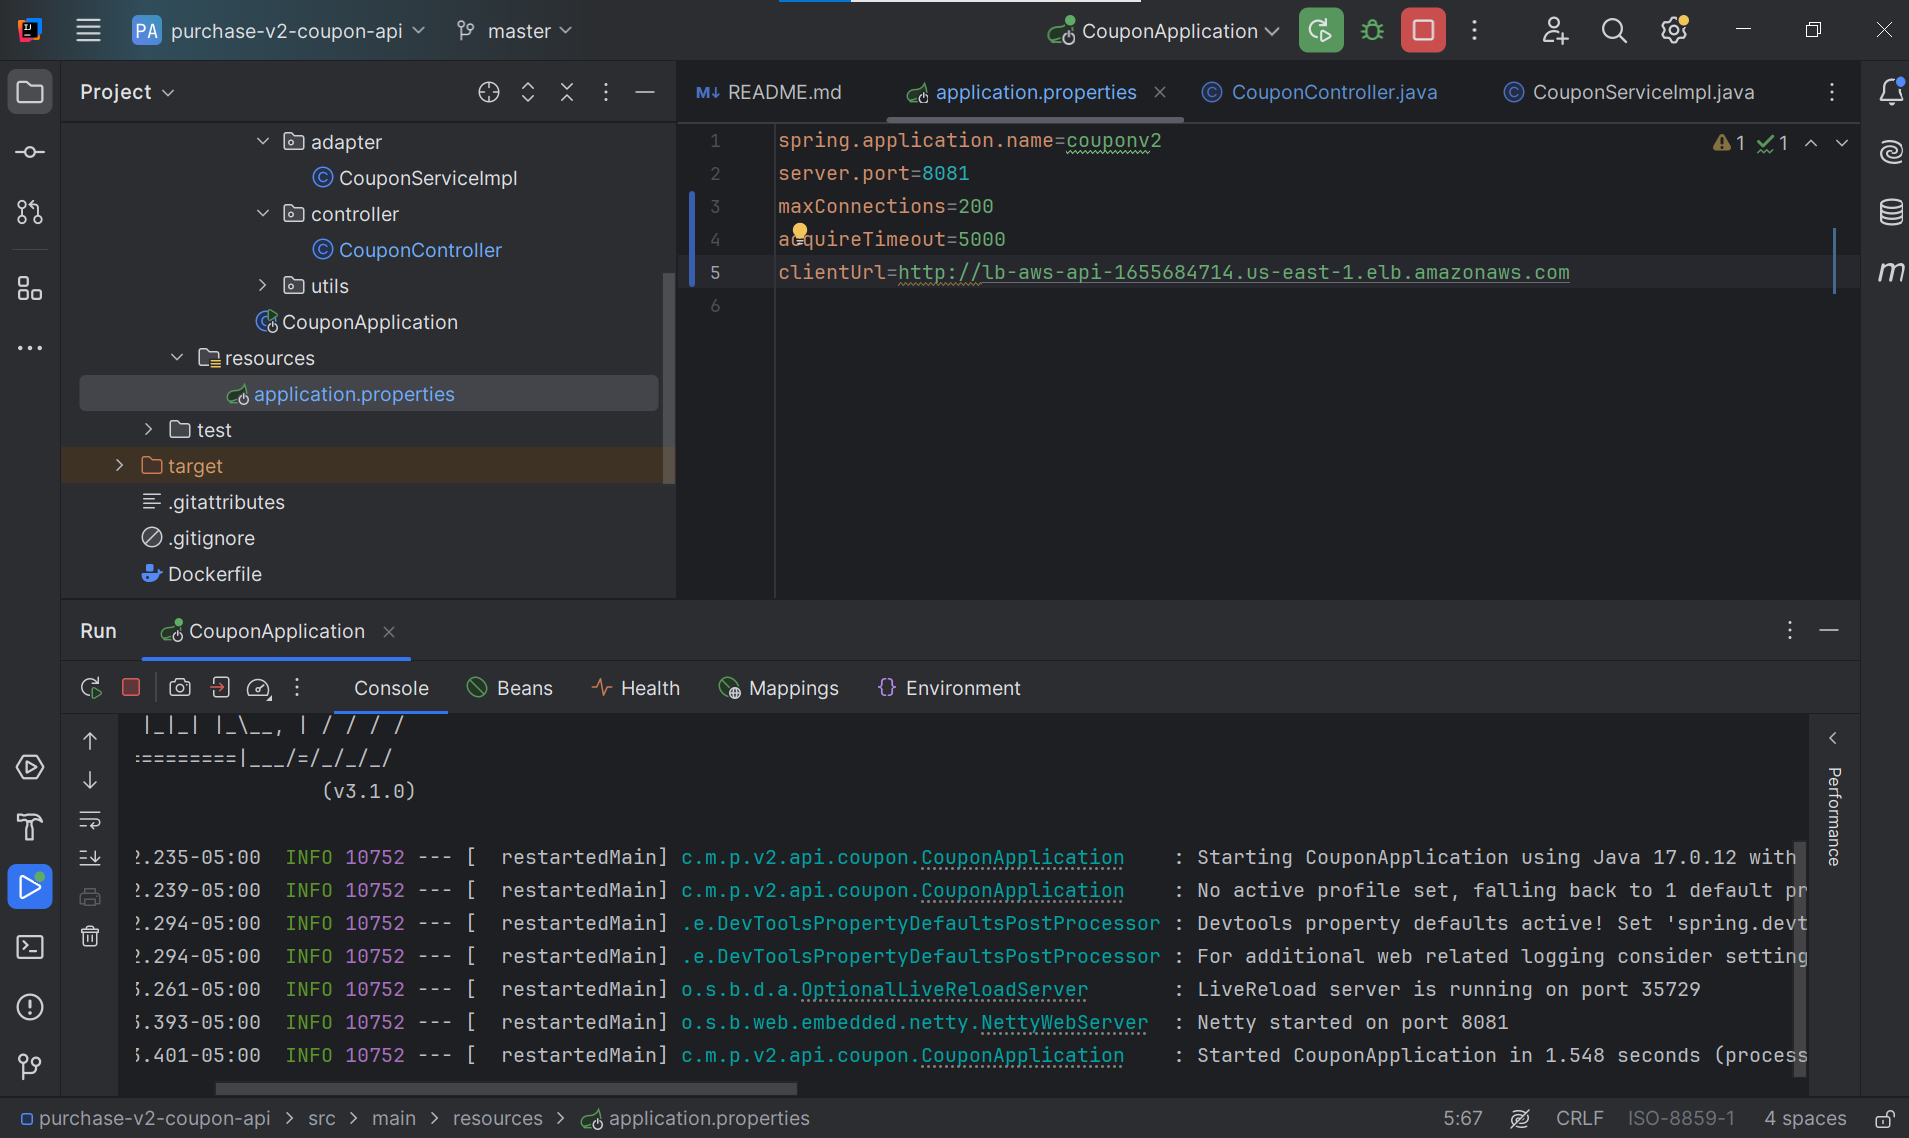 PA purchase-v2-coupon-api master CouponApplication
Project
README.md application.properties CouponController.java CouponServiceImpl.java
adapter
CouponServiceImpl
controller
CouponController
utils
CouponApplication
resources
application.properties
test
target
.gitattributes
.gitignore
Dockerfile
1 spring.application.name=couponv2
2 server.port=8081
3 maxConnections=200
4 acquireTimeout=5000
5 clientUrl=http://lb-aws-api-1655684714.us-east-1.elb.amazonaws.com
6
1 1
Run CouponApplication
Console Beans Health Mappings Environment
|_|_| |_\__, | / / / /
=========|___/=/_/_/_/
(v3.1.0)
2.235-05:00 INFO 10752 --- [ restartedMain] c.m.p.v2.api.coupon.CouponApplication : Starting CouponApplication using Java 17.0.12 with
2.239-05:00 INFO 10752 --- [ restartedMain] c.m.p.v2.api.coupon.CouponApplication : No active profile set, falling back to 1 default pr
2.294-05:00 INFO 10752 --- [ restartedMain] .e.DevToolsPropertyDefaultsPostProcessor : Devtools property defaults active! Set 'spring.devt
2.294-05:00 INFO 10752 --- [ restartedMain] .e.DevToolsPropertyDefaultsPostProcessor : For additional web related logging consider setting
3.261-05:00 INFO 10752 --- [ restartedMain] o.s.b.d.a.OptionalLiveReloadServer : LiveReload server is running on port 35729
3.393-05:00 INFO 10752 --- [ restartedMain] o.s.b.web.embedded.netty.NettyWebServer : Netty started on port 8081
3.401-05:00 INFO 10752 --- [ restartedMain] c.m.p.v2.api.coupon.CouponApplication : Started CouponApplication in 1.548 seconds (process
Performance
purchase-v2-coupon-api > src > main > resources > application.properties
5:67 CRLF ISO-8859-1 4 spaces